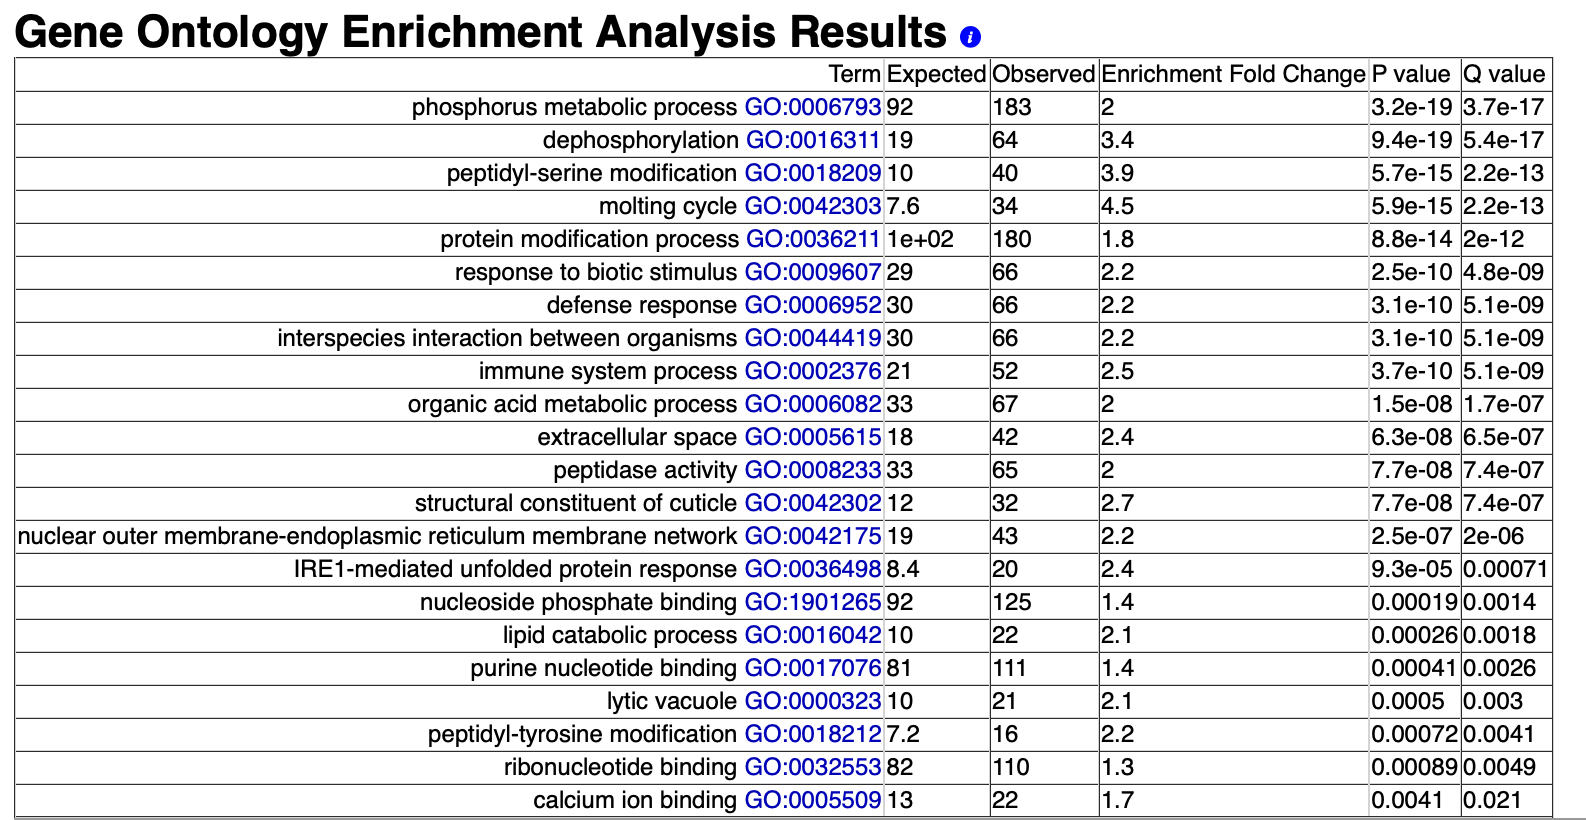 Gene Ontology Enrichment Analysis Results i
Term Expected Observed Enrichment Fold Change P value Q value
phosphorus metabolic process GO:0006793 92 183 2 3.2e-19 3.7e-17
dephosphorylation GO:0016311 19 64 3.4 9.4e-19 5.4e-17
peptidyl-serine modification GO:0018209 10 40 3.9 5.7e-15 2.2e-13
molting cycle GO:0042303 7.6 34 4.5 5.9e-15 2.2e-13
protein modification process GO:0036211 1e+02 180 1.8 8.8e-14 2e-12
response to biotic stimulus GO:0009607 29 66 2.2 2.5e-10 4.8e-09
defense response GO:0006952 30 66 2.2 3.1e-10 5.1e-09
interspecies interaction between organisms GO:0044419 30 66 2.2 3.1e-10 5.1e-09
immune system process GO:0002376 21 52 2.5 3.7e-10 5.1e-09
organic acid metabolic process GO:0006082 33 67 2 1.5e-08 1.7e-07
extracellular space GO:0005615 18 42 2.4 6.3e-08 6.5e-07
peptidase activity GO:0008233 33 65 2 7.7e-08 7.4e-07
structural constituent of cuticle GO:0042302 12 32 2.7 7.7e-08 7.4e-07
nuclear outer membrane-endoplasmic reticulum membrane network GO:0042175 19 43 2.2 2.5e-07 2e-06
IRE1-mediated unfolded protein response GO:0036498 8.4 20 2.4 9.3e-05 0.00071
nucleoside phosphate binding GO:1901265 92 125 1.4 0.00019 0.0014
lipid catabolic process GO:0016042 10 22 2.1 0.00026 0.0018
purine nucleotide binding GO:0017076 81 111 1.4 0.00041 0.0026
lytic vacuole GO:0000323 10 21 2.1 0.0005 0.003
peptidyl-tyrosine modification GO:0018212 7.2 16 2.2 0.00072 0.0041
ribonucleotide binding GO:0032553 82 110 1.3 0.00089 0.0049
calcium ion binding GO:0005509 13 22 1.7 0.0041 0.021